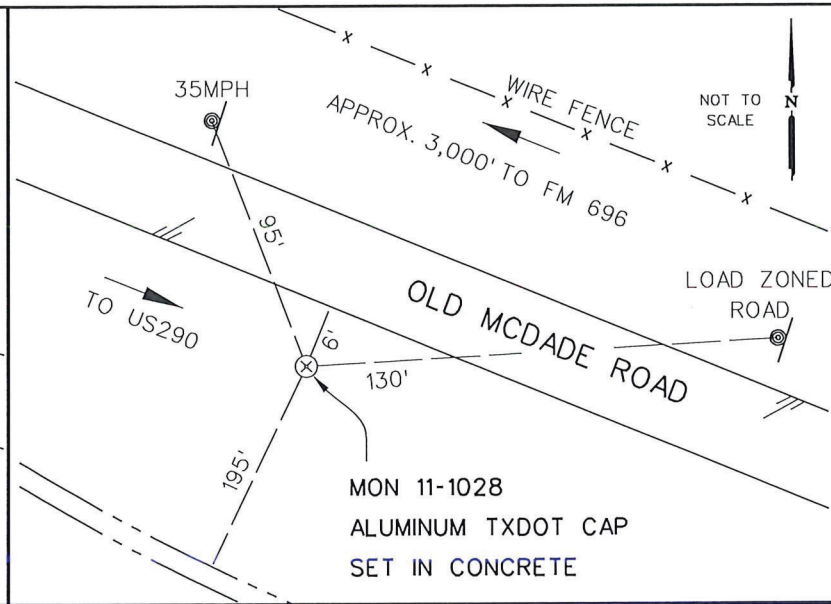 35MPH
WIRE FENCE
NOT TO
SCALE
N
APPROX. 3,000' TO FM 696
95'
LOAD ZONED
ROAD
TO US290
OLD MCDADE ROAD
6'
130'
195'
MON 11-1028
ALUMINUM TXDOT CAP
SET IN CONCRETE